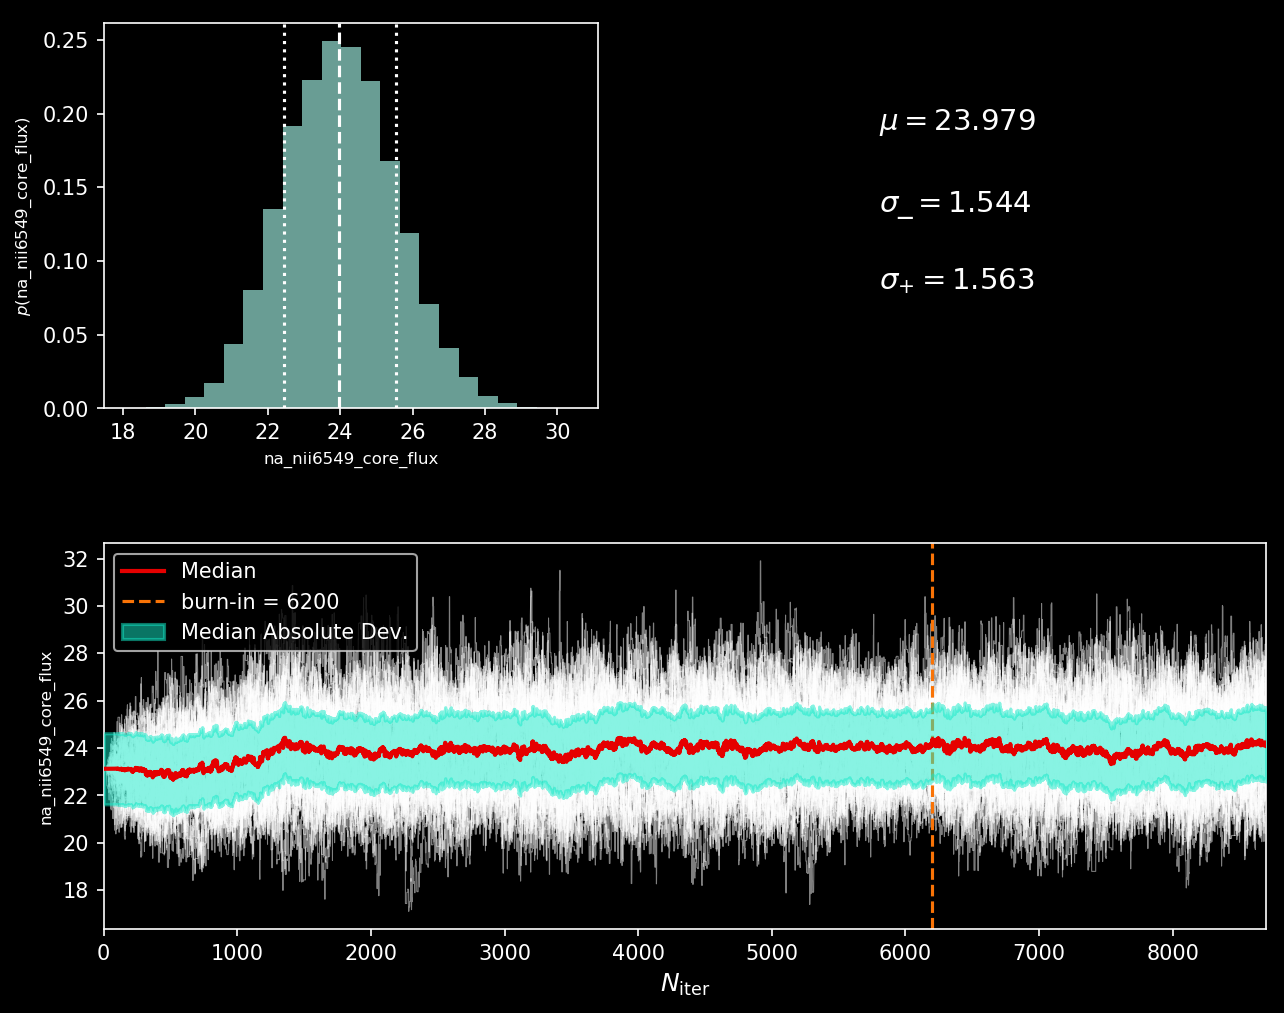 0.25
0.20
0.15
0.10
0.05
0.00
p(na_nii6549_core_flux)
18 20 22 24 26 28 30
na_nii6549_core_flux
μ = 23.979
σ₋ = 1.544
σ₊ = 1.563
32
30
28
26
24
22
20
18
na_nii6549_core_flux
Median
burn-in = 6200
Median Absolute Dev.
0 1000 2000 3000 4000 5000 6000 7000 8000
N_iter